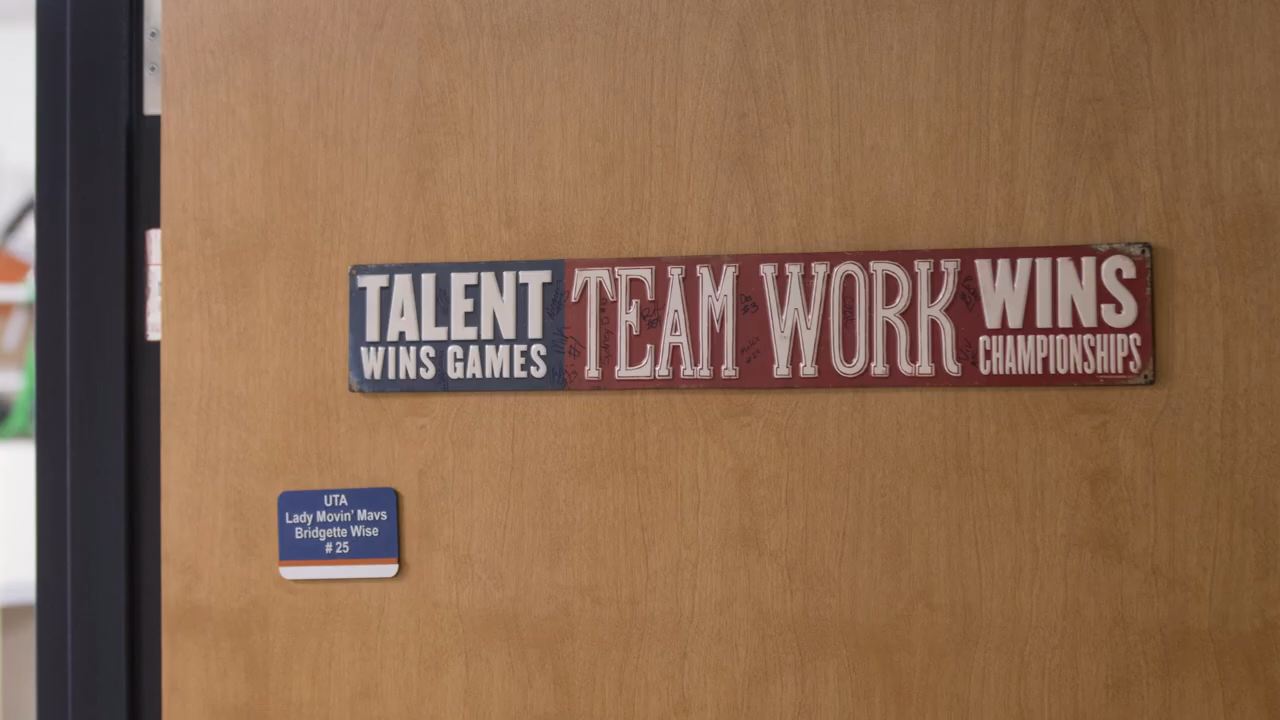 TALENT
WINS GAMES
TEAM WORK
WINS
CHAMPIONSHIPS
UTA
Lady Movin' Mavs
Bridgette Wise
# 25